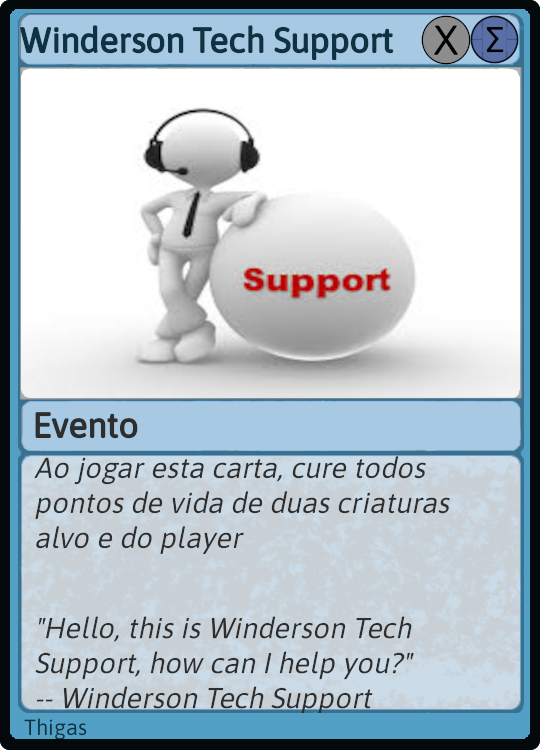 Winderson Tech Support X Σ
Support
Evento
Ao jogar esta carta, cure todos
pontos de vida de duas criaturas
alvo e do player
"Hello, this is Winderson Tech
Support, how can I help you?"
-- Winderson Tech Support
Thigas